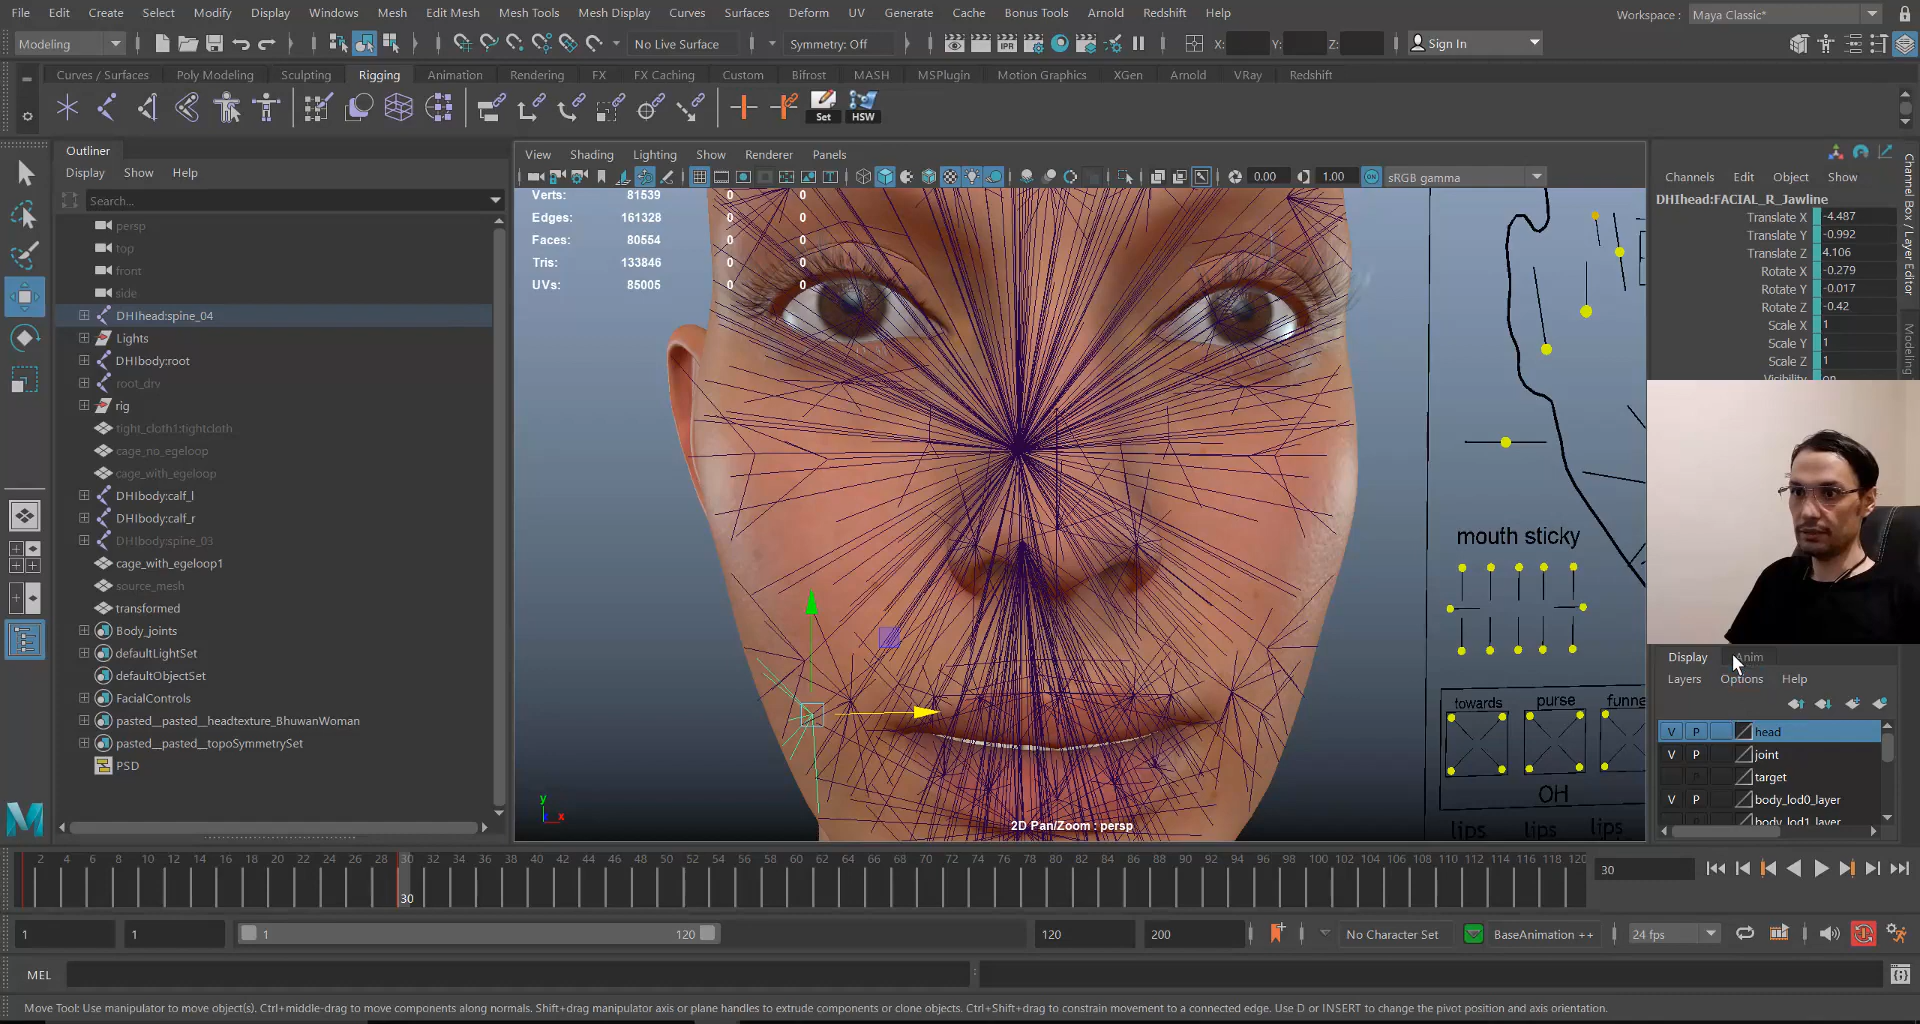 File Edit Create Select Modify Display Windows Mesh Edit Mesh Mesh Tools Mesh Display Curves Surfaces Deform UV Generate Cache Bonus Tools Arnold Redshift Help
Workspace : Maya Classic*
Modeling
No Live Surface
Symmetry: Off
IPR
X:
Y:
Z:
Sign In
Curves / Surfaces Poly Modeling Sculpting Rigging Animation Rendering FX FX Caching Custom Bifrost MASH MSPlugin Motion Graphics XGen Arnold VRay Redshift
Set
HSW
Outliner
Display Show Help
Search...
persp
top
front
side
DHIhead:spine_04
Lights
DHIbody:root
root_drv
rig
tight_cloth1:tightcloth
cage_no_egeloop
cage_with_egeloop
DHIbody:calf_l
DHIbody:calf_r
DHIbody:spine_03
cage_with_egeloop1
source_mesh
transformed
Body_joints
defaultLightSet
defaultObjectSet
FacialControls
pasted__pasted__headtexture_BhuwanWoman
pasted__pasted__topoSymmetrySet
PSD
View Shading Lighting Show Renderer Panels
0.00
1.00
ON
sRGB gamma
Verts: 81539 0 0
Edges: 161328 0 0
Faces: 80554 0 0
Tris: 133846 0 0
UVs: 85005 0 0
mouth sticky
towards
purse
funne
OH
lips
lips
lips
y
x
2D Pan/Zoom : persp
Channels Edit Object Show
DHIhead:FACIAL_R_Jawline
Translate X -4.487
Translate Y -0.992
Translate Z 4.106
Rotate X -0.279
Rotate Y -0.017
Rotate Z -0.42
Scale X 1
Scale Y 1
Scale Z 1
Visibility on
Channel Box / Layer Editor
Modeling
Display Anim
Layers Options Help
V P head
V P joint
target
V P body_lod0_layer
body_lod1_layer
2 4 6 8 10 12 14 16 18 20 22 24 26 28 30 32 34 36 38 40 42 44 46 48 50 52 54 56 58 60 62 64 66 68 70 72 74 76 78 80 82 84 86 88 90 92 94 96 98 100 102 104 106 108 110 112 114 116 118 120
30
30
1
1
1
120
120
200
No Character Set
BaseAnimation ++
24 fps
MEL
Move Tool: Use manipulator to move object(s). Ctrl+middle-drag to move components along normals. Shift+drag manipulator axis or plane handles to extrude components or clone objects. Ctrl+Shift+drag to constrain movement to a connected edge. Use D or INSERT to change the pivot position and axis orientation.